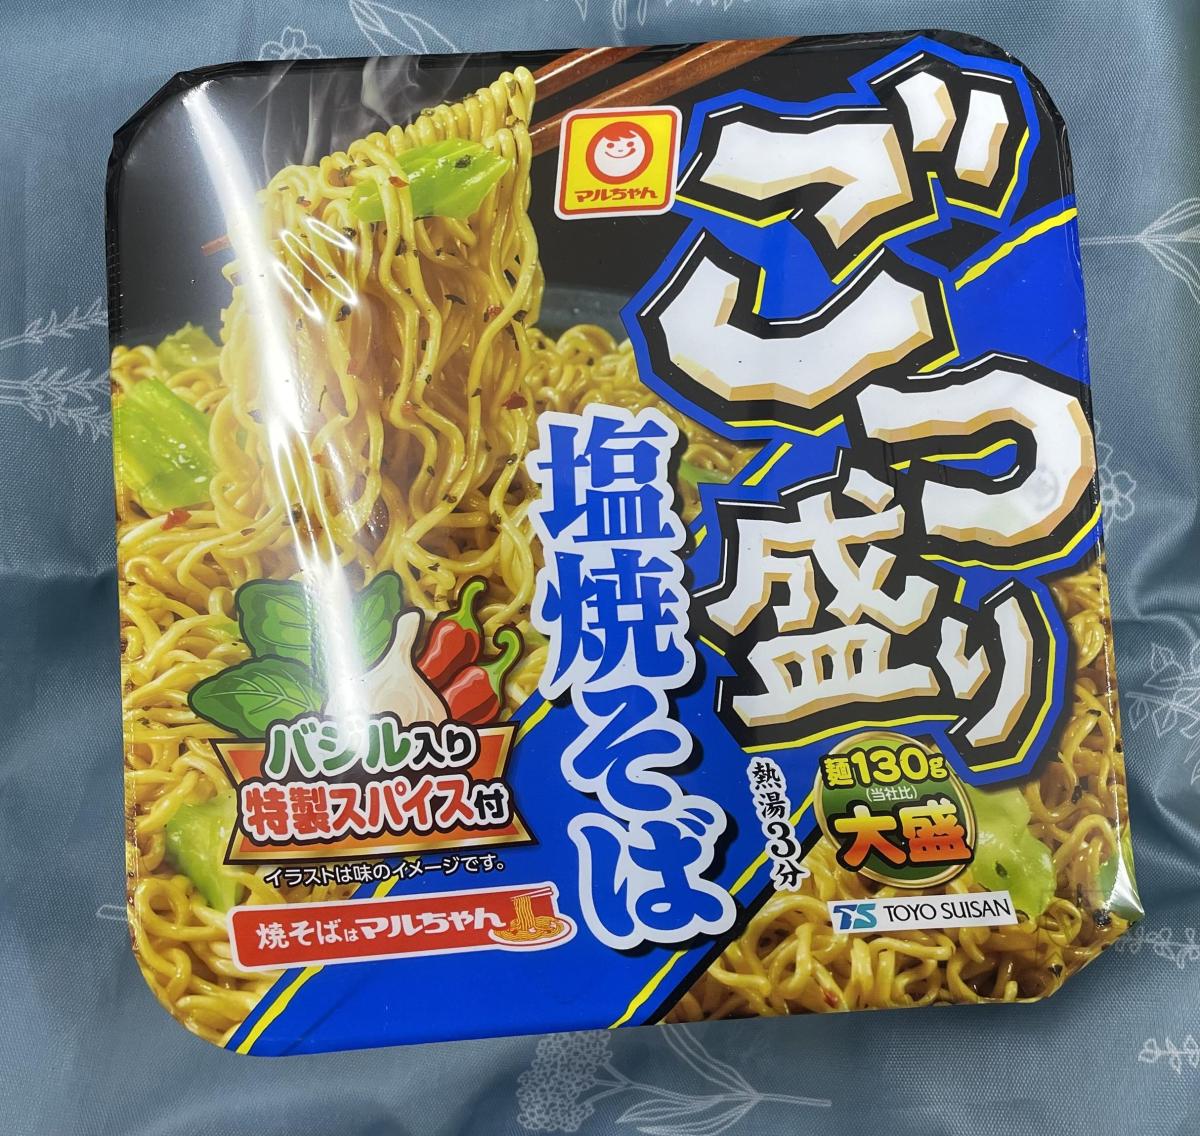 マルちゃん
ごつ盛り
塩焼そば
バジル入り
特製スパイス付
イラストは味のイメージです。
焼そばはマルちゃん
熱湯3分
麺130g
(当社比)
大盛
TS TOYO SUISAN